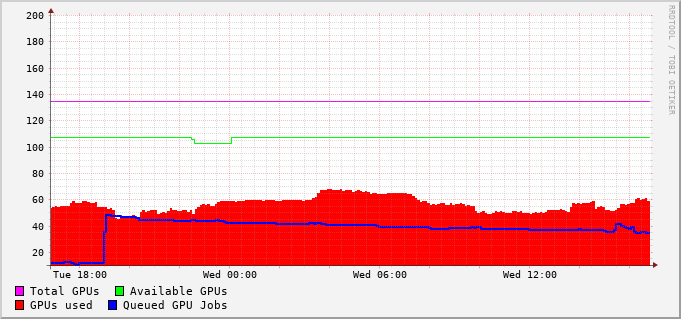 RRDTOOL / TOBI OETIKER
200
180
160
140
120
100
80
60
40
20
Tue 18:00 Wed 00:00 Wed 06:00 Wed 12:00
Total GPUs Available GPUs
GPUs used Queued GPU Jobs